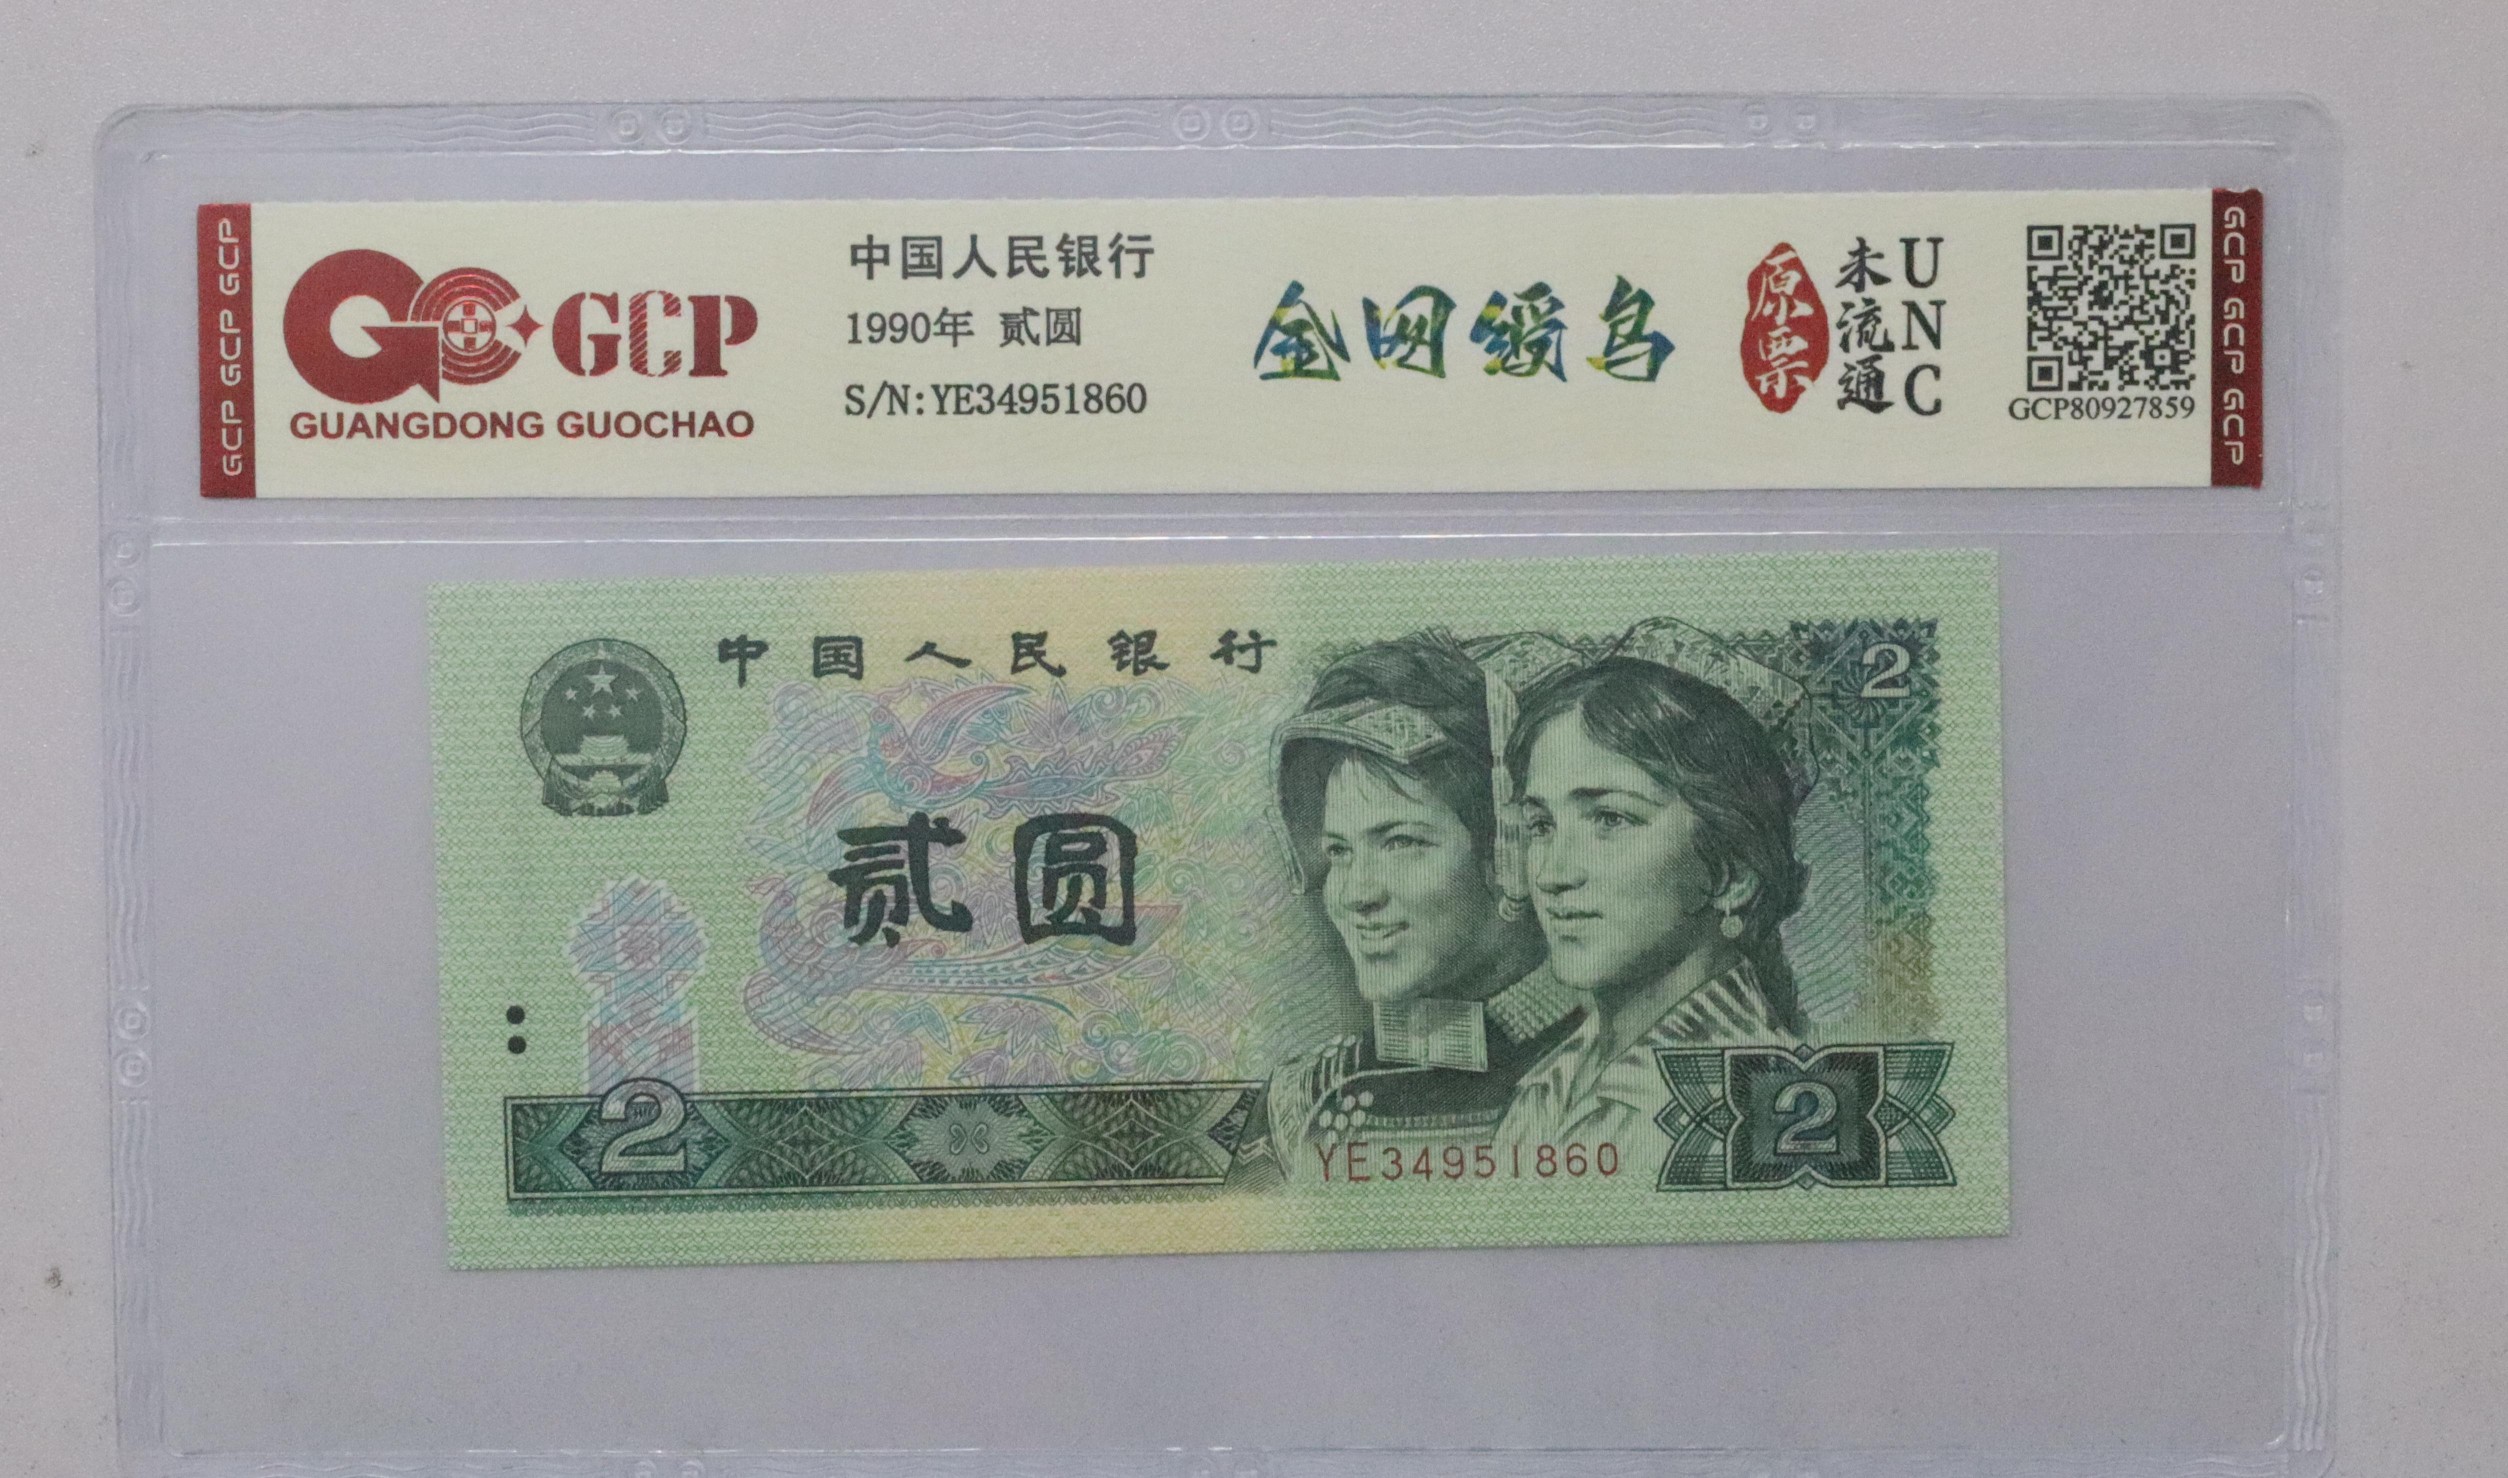 GCP GCP GCP
GCP
GUANGDONG GUOCHAO
中国人民银行
1990年 贰圆
S/N:YE34951860
金网绶鸟
原票
未流通
UNC
GCP80927859
GCP GCP GCP
中国人民银行
2
贰圆
2
YE34951860
2